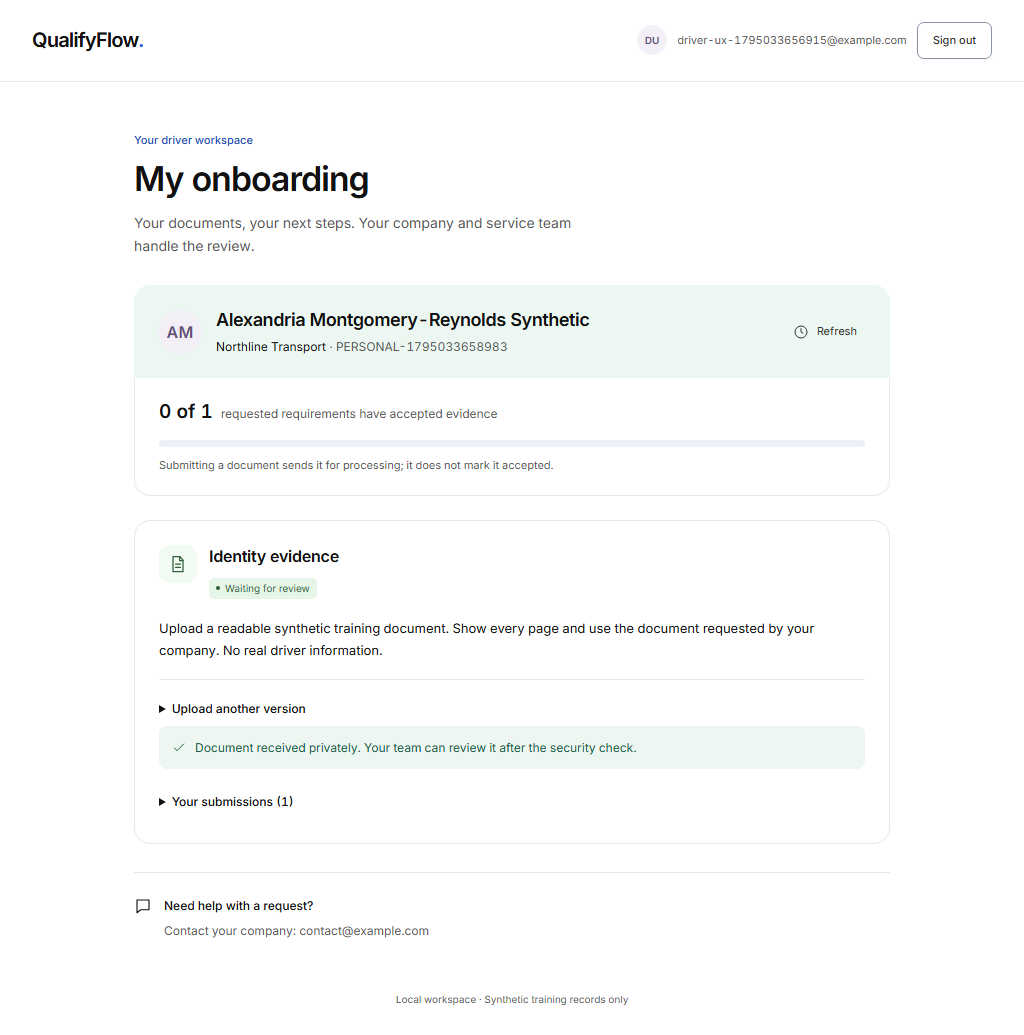 QualifyFlow.
DU
driver-ux-1795033656915@example.com
Sign out
Your driver workspace
My onboarding
Your documents, your next steps. Your company and service team
handle the review.
AM
Alexandria Montgomery-Reynolds Synthetic
Northline Transport · PERSONAL-1795033658983
Refresh
0 of 1 requested requirements have accepted evidence
Submitting a document sends it for processing; it does not mark it accepted.
Identity evidence
Waiting for review
Upload a readable synthetic training document. Show every page and use the document requested by your
company. No real driver information.
Upload another version
Document received privately. Your team can review it after the security check.
Your submissions (1)
Need help with a request?
Contact your company: contact@example.com
Local workspace · Synthetic training records only